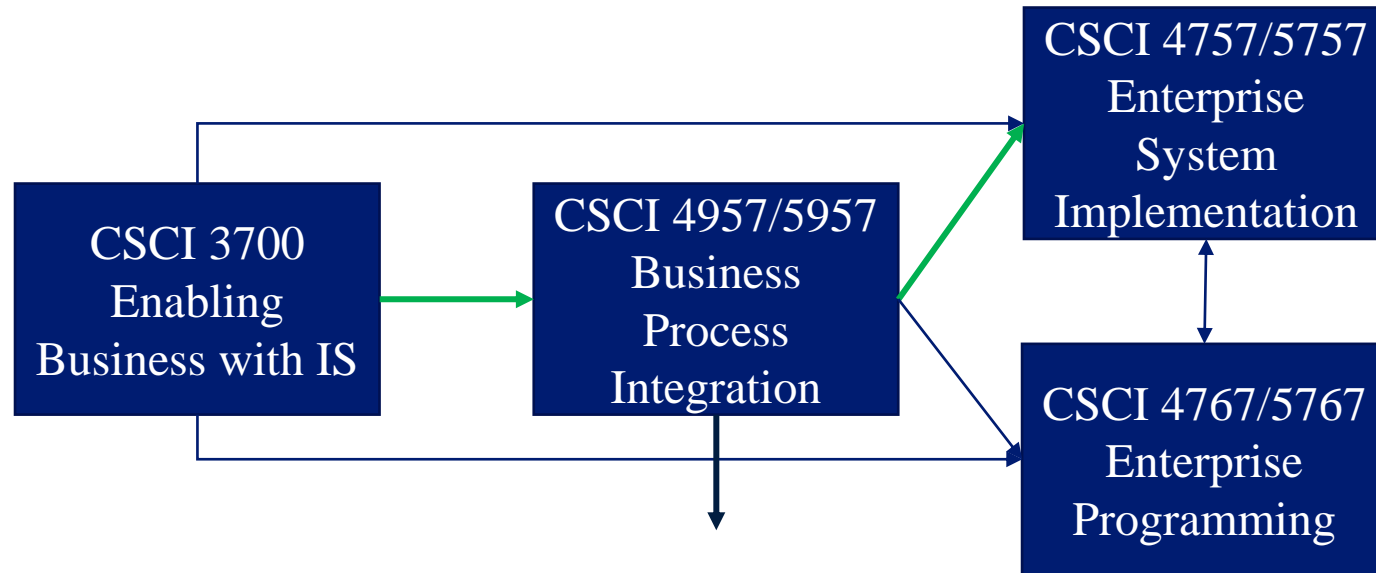 CSCI 3700
Enabling
Business with IS
CSCI 4957/5957
Business
Process
Integration
CSCI 4757/5757
Enterprise
System
Implementation
CSCI 4767/5767
Enterprise
Programming